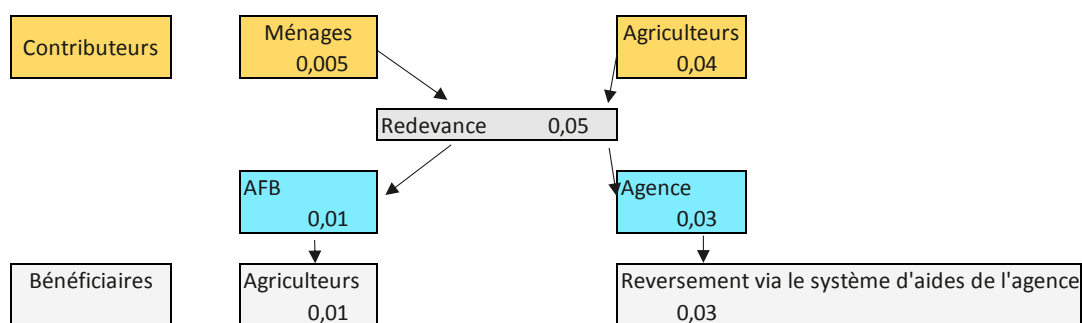 Contributeurs
Ménages
0,005
Agriculteurs
0,04
Redevance 0,05
AFB
0,01
Agence
0,03
Bénéficiaires
Agriculteurs
0,01
Reversement via le système d'aides de l'agence
0,03